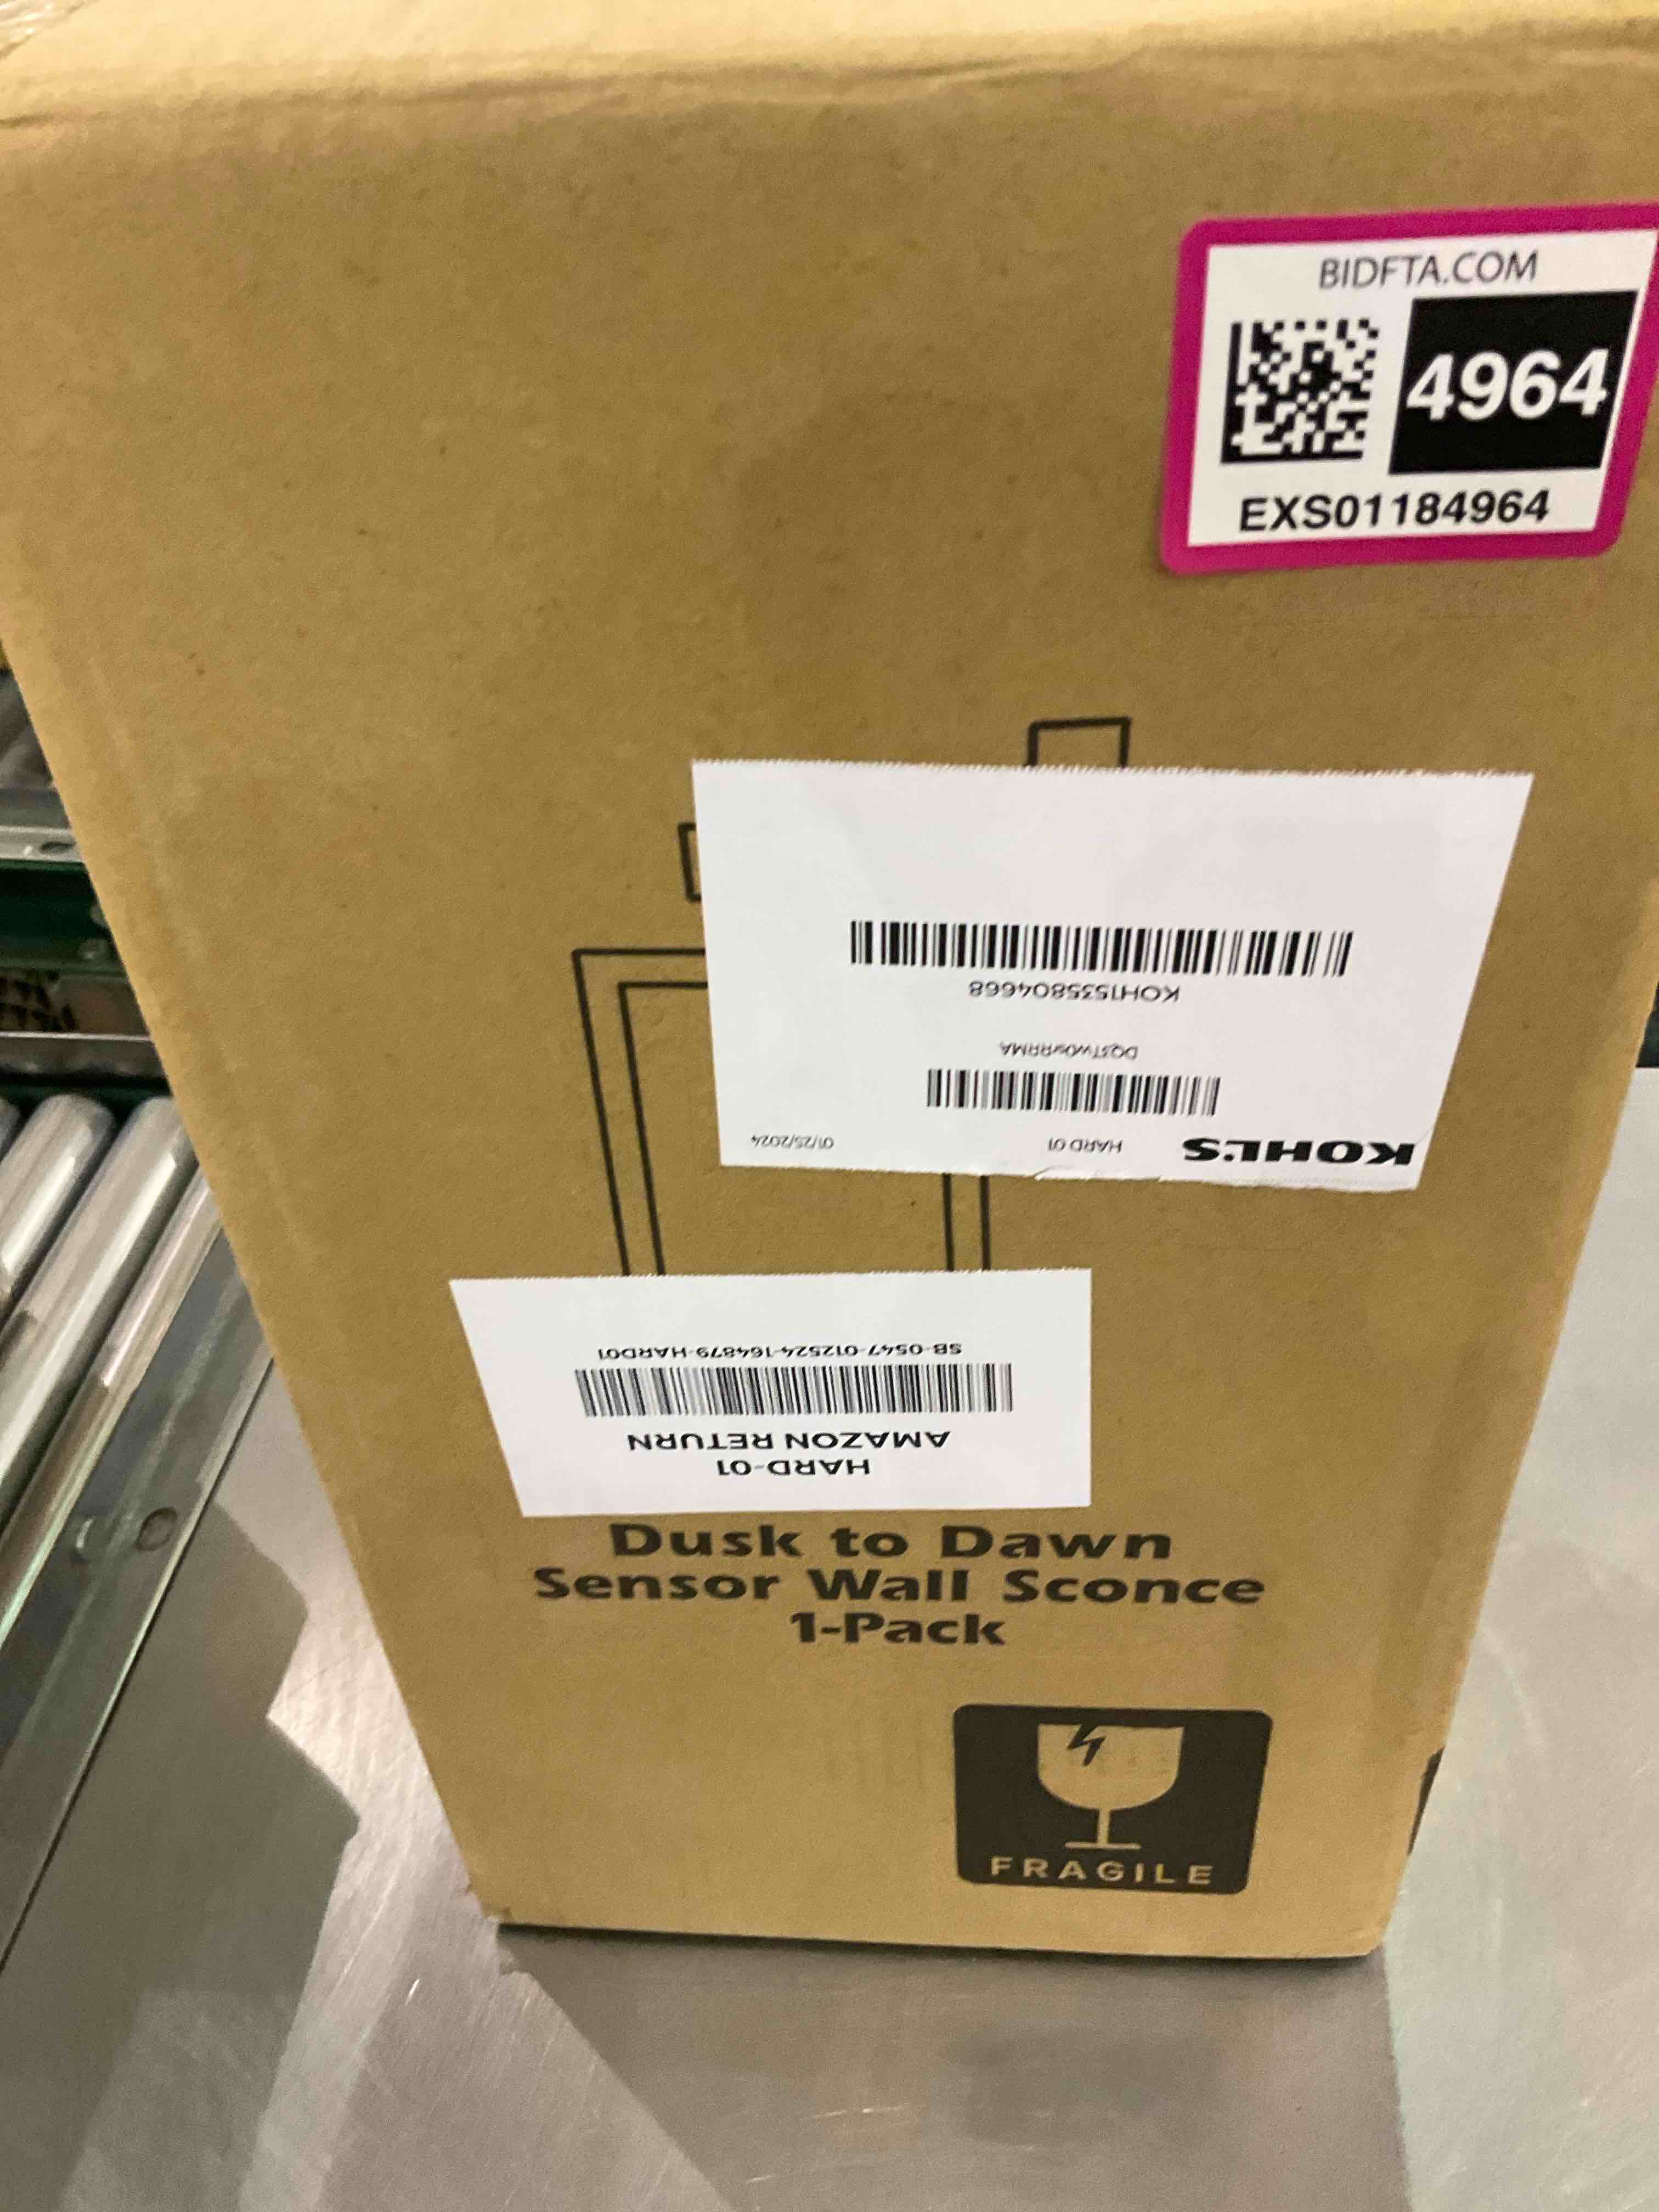 BIDFTA.COM
4964
EXS01184964
KOHL'S
HARD 01
01/25/2024
KOH1535804668
SB-0547-012524-164879-HARD01
AMAZON RETURN
HARD-01
Dusk to Dawn
Sensor Wall Sconce
1-Pack
FRAGILE